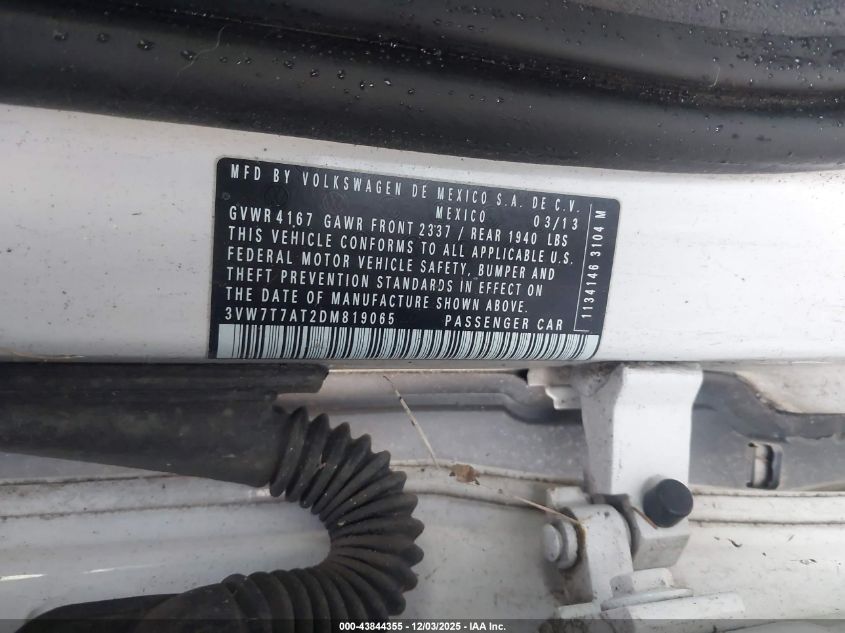 MFD BY VOLKSWAGEN DE MEXICO S.A. DE C.V.
MEXICO 03/13
GVWR 4167 GAWR FRONT 2337 / REAR 1940 LBS
THIS VEHICLE CONFORMS TO ALL APPLICABLE U.S.
FEDERAL MOTOR VEHICLE SAFETY, BUMPER AND
THEFT PREVENTION STANDARDS IN EFFECT ON
THE DATE OF MANUFACTURE SHOWN ABOVE.
3VW7T7AT2DM819065 PASSENGER CAR
1134146 3104 M
000-43844355 - 12/03/2025 - IAA Inc.